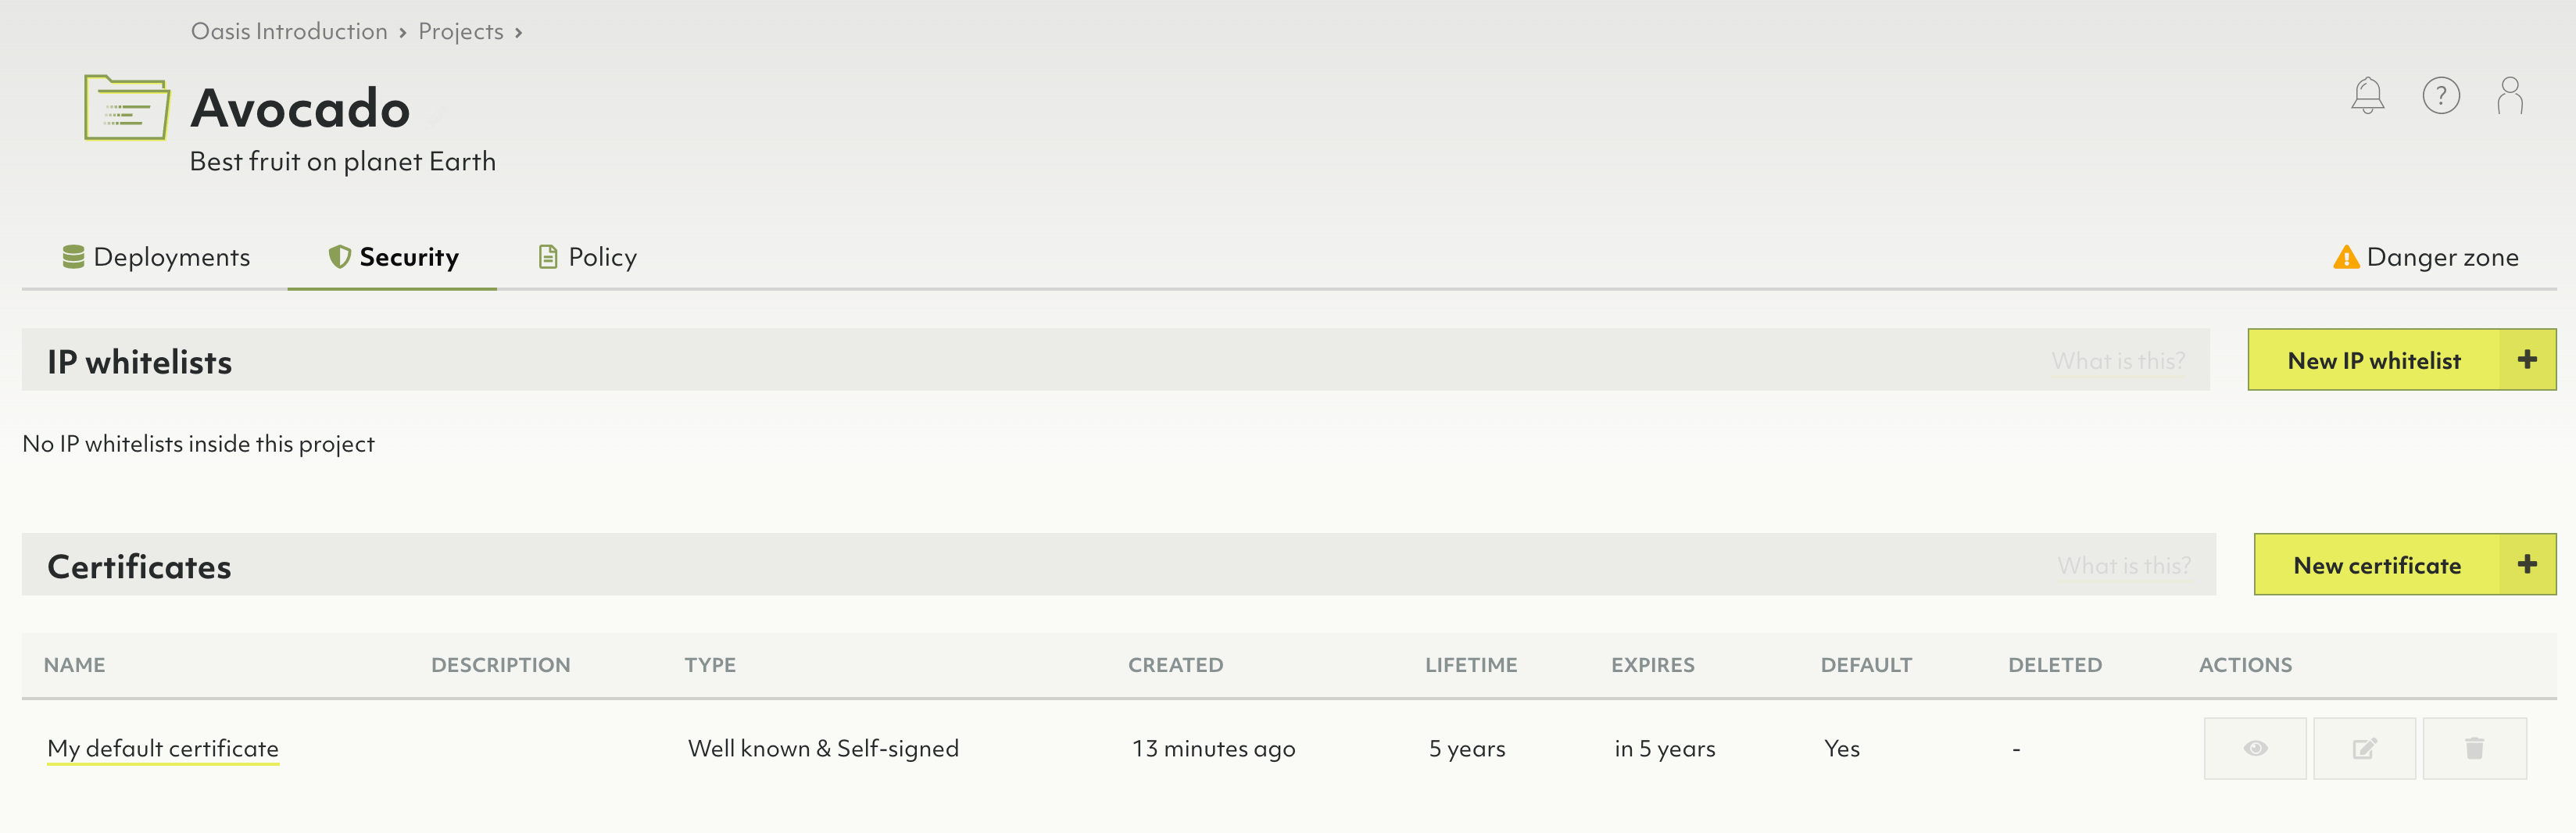 Oasis Introduction > Projects >
Avocado
Best fruit on planet Earth
Deployments Security Policy Danger zone
IP whitelists What is this? New IP whitelist +
No IP whitelists inside this project
Certificates What is this? New certificate +
NAME DESCRIPTION TYPE CREATED LIFETIME EXPIRES DEFAULT DELETED ACTIONS
My default certificate Well known & Self-signed 13 minutes ago 5 years in 5 years Yes -